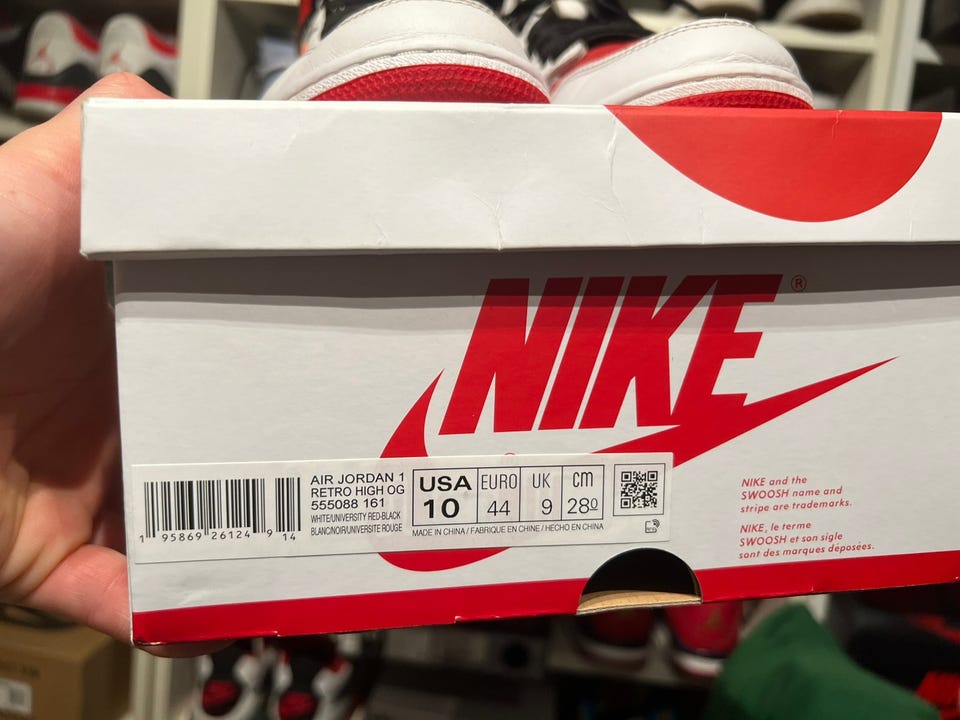 NIKE®
AIR JORDAN 1
RETRO HIGH OG
555088 161
WHITE/UNIVERSITY RED-BLACK
BLANC/NOIR/UNIVERSITE ROUGE
USA EURO UK CM
10 44 9 28⁰
MADE IN CHINA / FABRIQUE EN CHINE / HECHO EN CHINA
1 95869 26124 9 14
NIKE and the
SWOOSH name and
stripe are trademarks.
NIKE, le terme
SWOOSH et son sigle
sont des marques déposées.